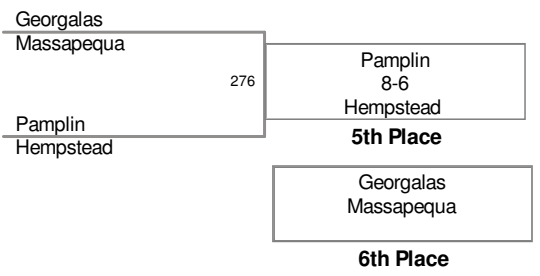 Georgalas
Massapequa
276
Pamplin
Hempstead
Pamplin
8-6
Hempstead
5th Place
Georgalas
Massapequa
6th Place